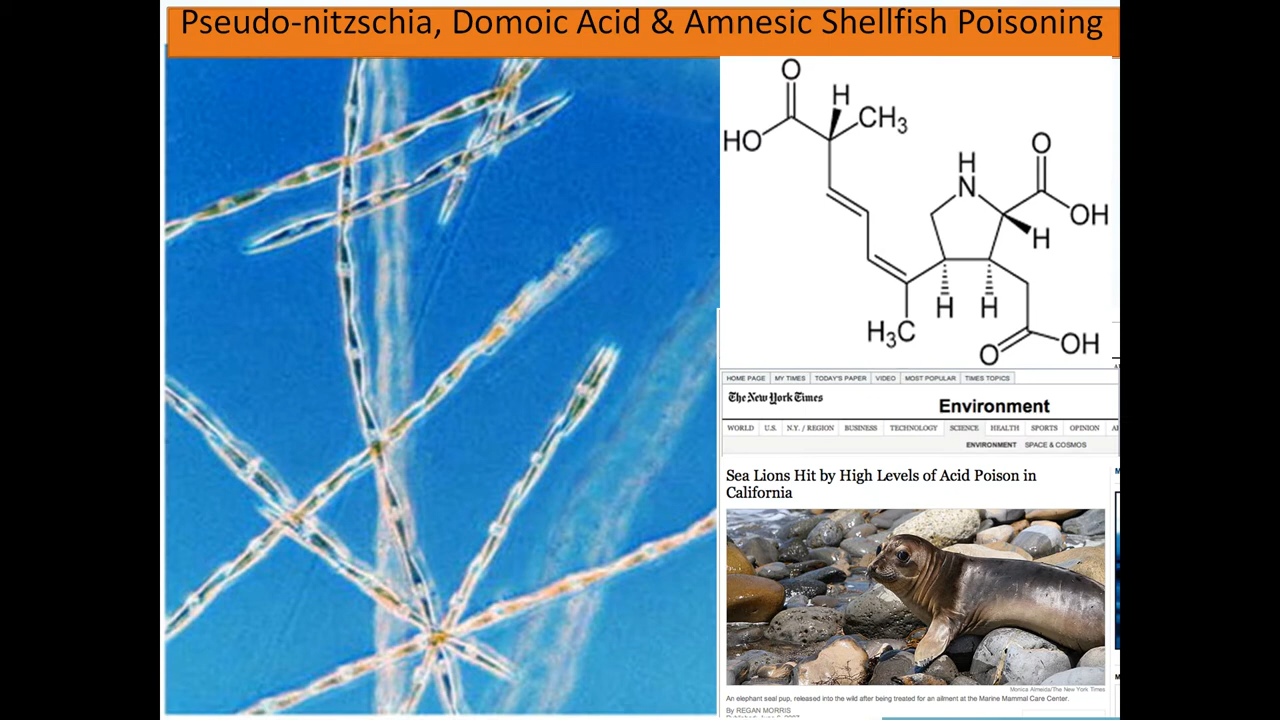 Pseudo-nitzschia, Domoic Acid & Amnesic Shellfish Poisoning
O
H
CH3
HO
H
N
O
OH
H
H
H
H3C
O
OH
HOME PAGE MY TIMES TODAY'S PAPER VIDEO MOST POPULAR TIMES TOPICS
The New York Times
Environment
WORLD U.S. N.Y. / REGION BUSINESS TECHNOLOGY SCIENCE HEALTH SPORTS OPINION
ENVIRONMENT SPACE & COSMOS
Sea Lions Hit by High Levels of Acid Poison in
California
Monica Almeida/The New York Times
An elephant seal pup, released into the wild after being treated for an ailment at the Marine Mammal Care Center.
By REGAN MORRIS